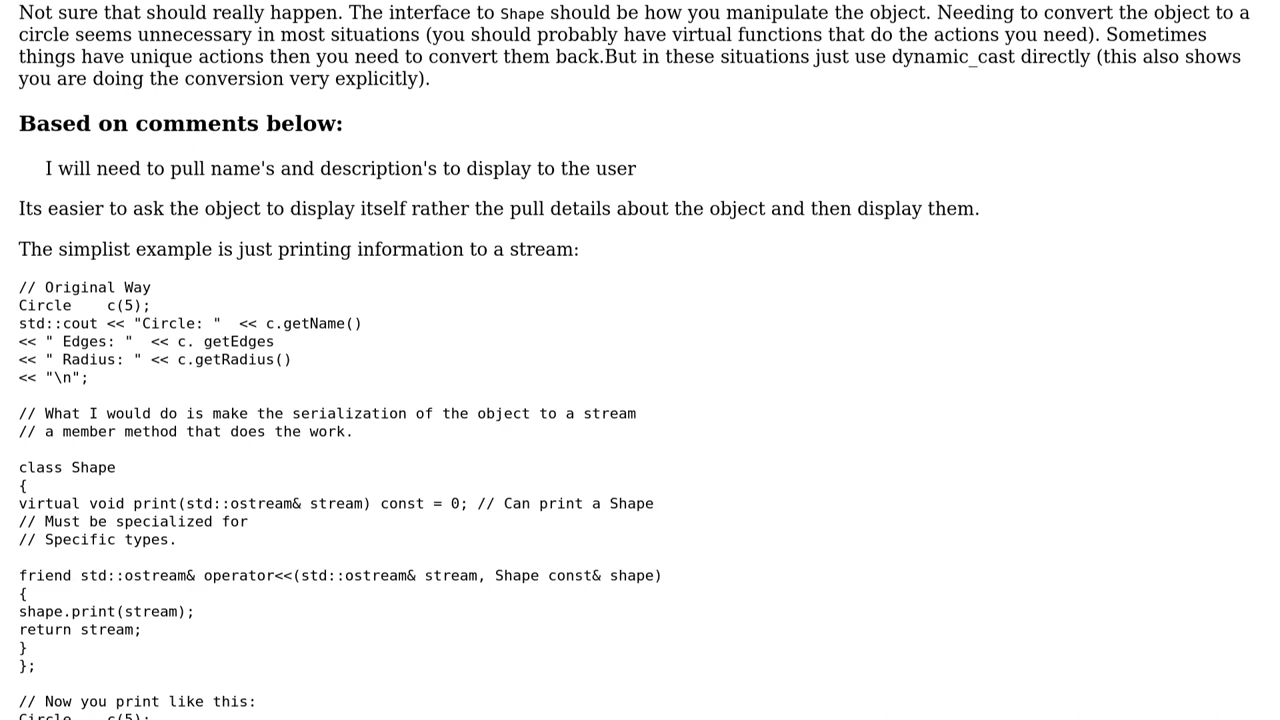 Not sure that should really happen. The interface to Shape should be how you manipulate the object. Needing to convert the object to a
circle seems unnecessary in most situations (you should probably have virtual functions that do the actions you need). Sometimes
things have unique actions then you need to convert them back.But in these situations just use dynamic_cast directly (this also shows
you are doing the conversion very explicitly).
Based on comments below:
I will need to pull name's and description's to display to the user
Its easier to ask the object to display itself rather the pull details about the object and then display them.
The simplist example is just printing information to a stream:
// Original Way
Circle    c(5);
std::cout << "Circle: "  << c.getName()
<< " Edges: "  << c. getEdges
<< " Radius: " << c.getRadius()
<< "\n";
// What I would do is make the serialization of the object to a stream
// a member method that does the work.
class Shape
{
virtual void print(std::ostream& stream) const = 0; // Can print a Shape
// Must be specialized for
// Specific types.
friend std::ostream& operator<<(std::ostream& stream, Shape const& shape)
{
shape.print(stream);
return stream;
}
};
// Now you print like this:
Circle    c(5);